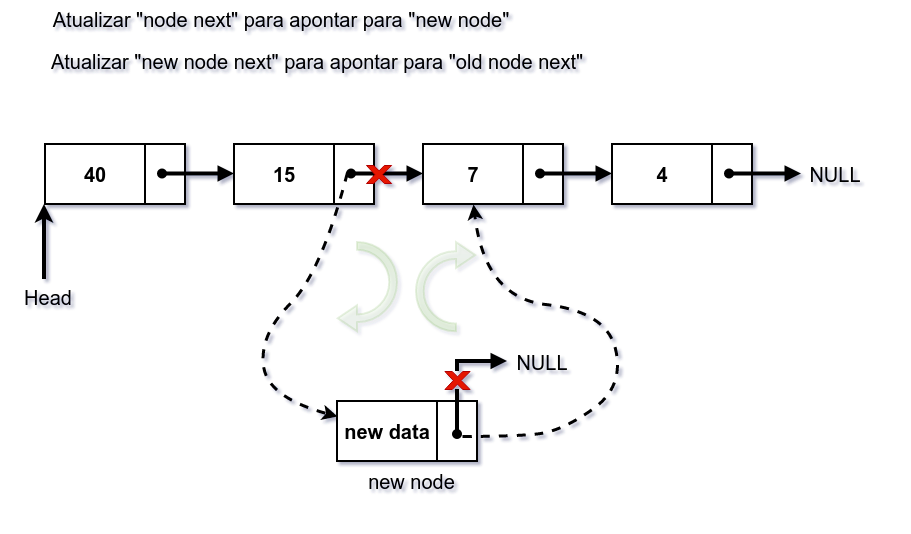 Atualizar "node next" para apontar para "new node"
Atualizar "new node next" para apontar para "old node next"
40 15 7 4 NULL
Head
NULL
new data
new node